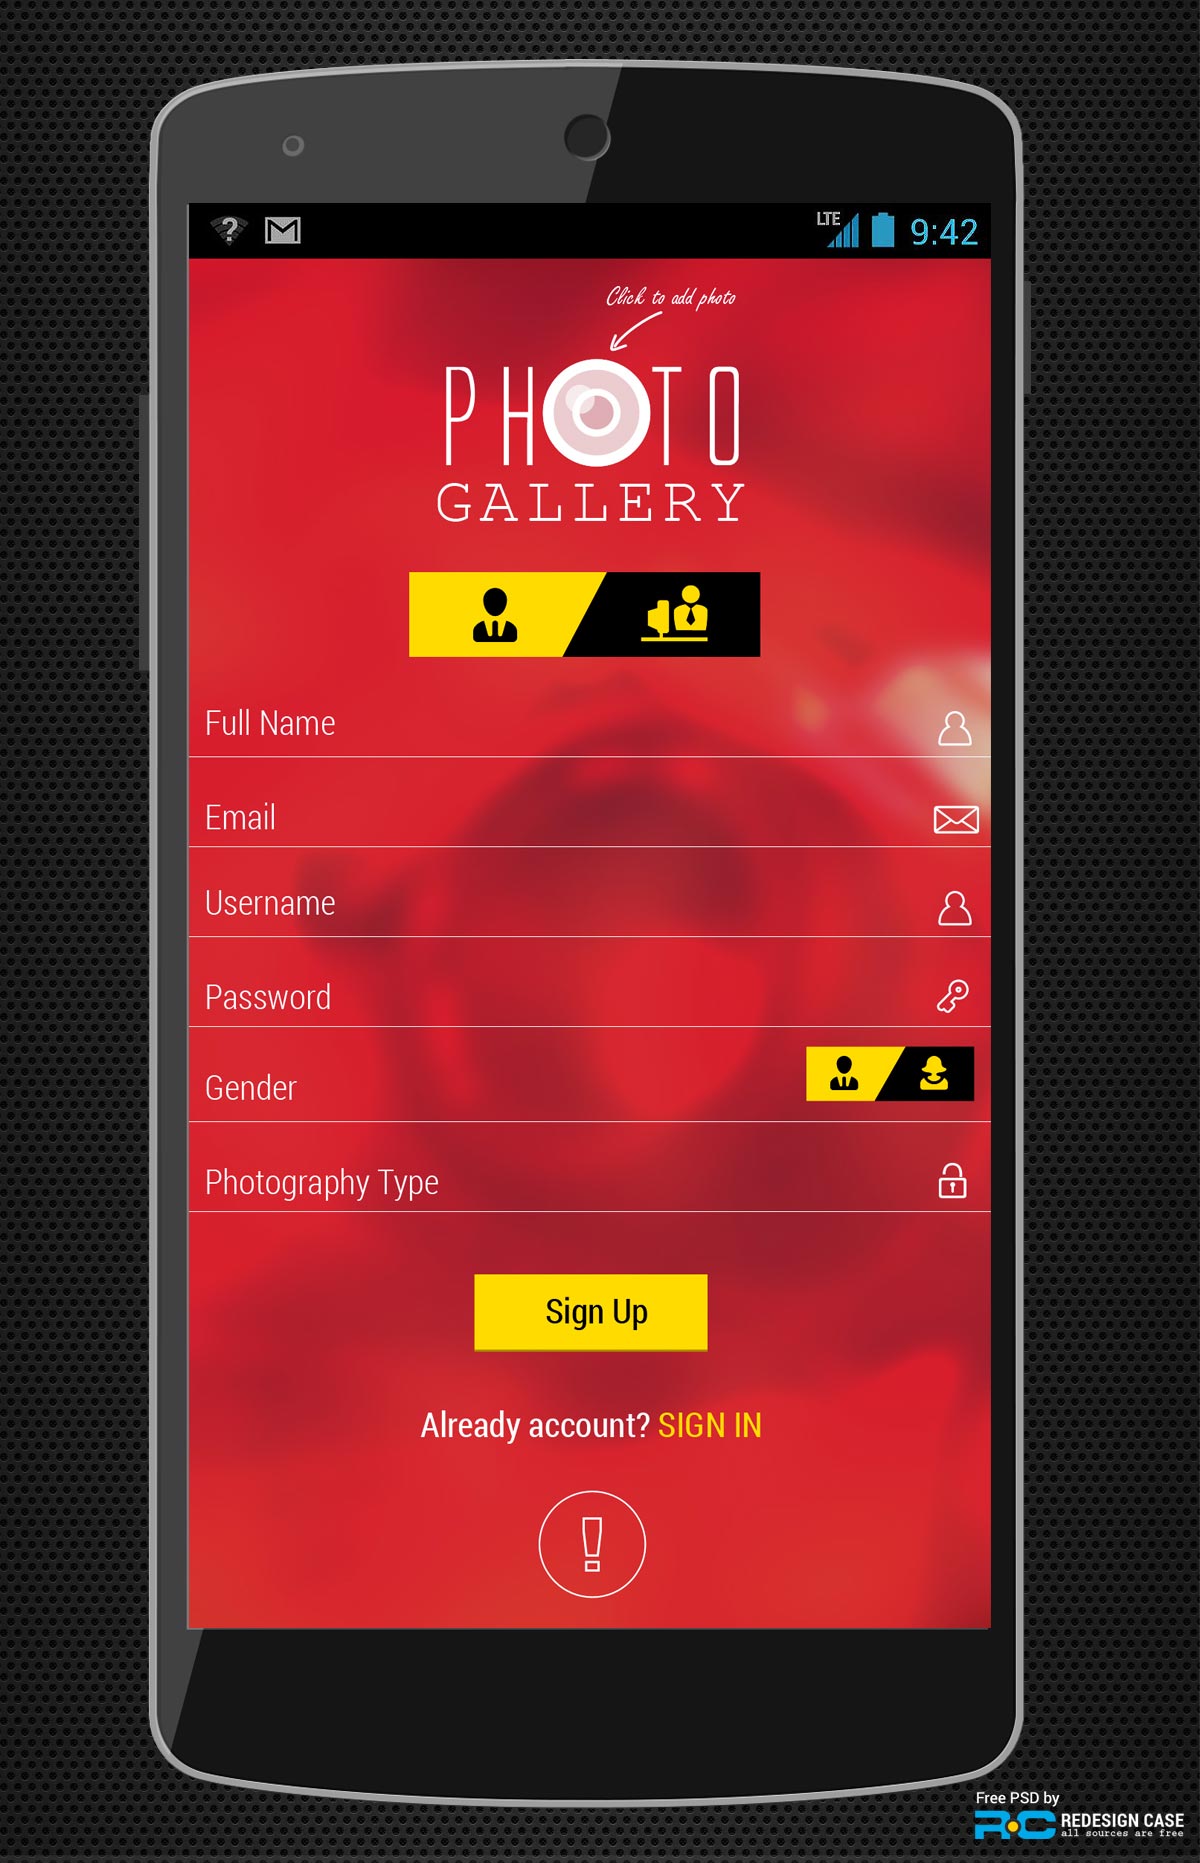 LTE
9:42
Click to add photo
PHOTO
GALLERY
Full Name
Email
Username
Password
Gender
Photography Type
Sign Up
Already account? SIGN IN
!
Free PSD by
RC REDESIGN CASE
all sources are free